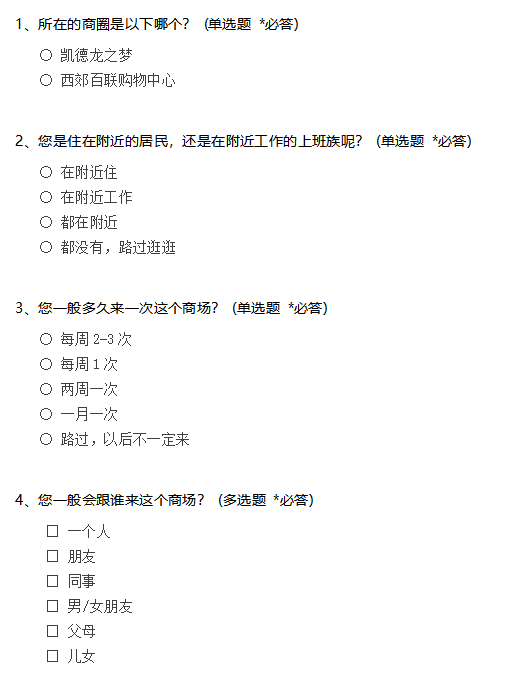 1、所在的商圈是以下哪个？ (单选题 *必答)
○ 凯德龙之梦
○ 西郊百联购物中心
2、您是住在附近的居民，还是在附近工作的上班族呢？ (单选题 *必答)
○ 在附近住
○ 在附近工作
○ 都在附近
○ 都没有，路过逛逛
3、您一般多久来一次这个商场？ (单选题 *必答)
○ 每周2-3次
○ 每周1次
○ 两周一次
○ 一月一次
○ 路过，以后不一定来
4、您一般会跟谁来这个商场？ (多选题 *必答)
□ 一个人
□ 朋友
□ 同事
□ 男/女朋友
□ 父母
□ 儿女